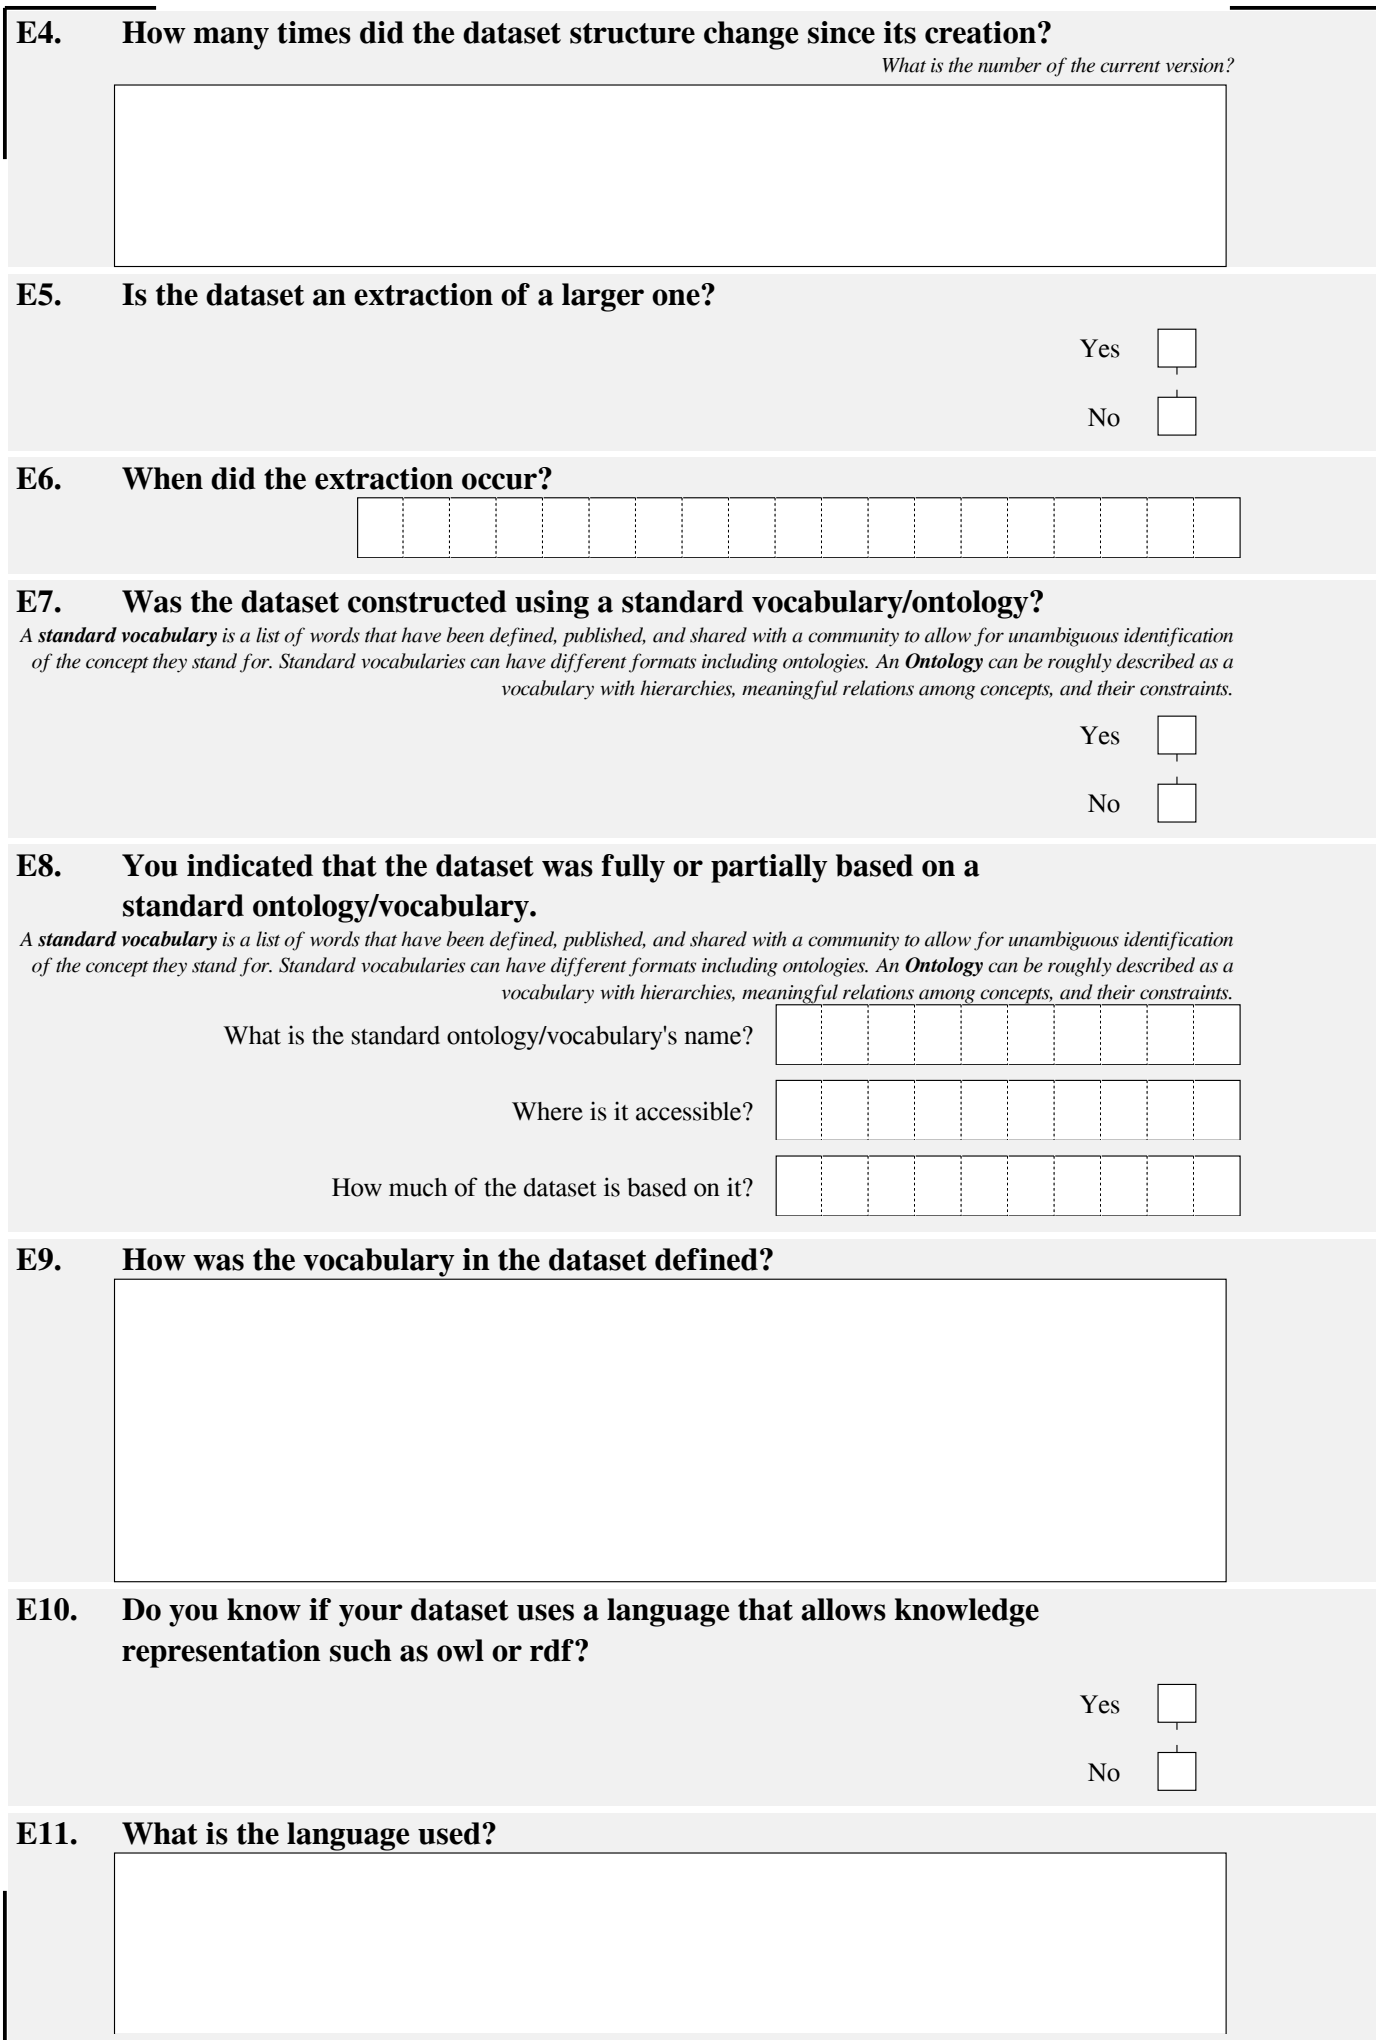 E4. How many times did the dataset structure change since its creation?
What is the number of the current version?
E5. Is the dataset an extraction of a larger one?
Yes
No
E6. When did the extraction occur?
E7. Was the dataset constructed using a standard vocabulary/ontology?
A standard vocabulary is a list of words that have been defined, published, and shared with a community to allow for unambiguous identification
of the concept they stand for. Standard vocabularies can have different formats including ontologies. An Ontology can be roughly described as a
vocabulary with hierarchies, meaningful relations among concepts, and their constraints.
Yes
No
E8. You indicated that the dataset was fully or partially based on a
standard ontology/vocabulary.
A standard vocabulary is a list of words that have been defined, published, and shared with a community to allow for unambiguous identification
of the concept they stand for. Standard vocabularies can have different formats including ontologies. An Ontology can be roughly described as a
vocabulary with hierarchies, meaningful relations among concepts, and their constraints.
What is the standard ontology/vocabulary's name?
Where is it accessible?
How much of the dataset is based on it?
E9. How was the vocabulary in the dataset defined?
E10. Do you know if your dataset uses a language that allows knowledge
representation such as owl or rdf?
Yes
No
E11. What is the language used?